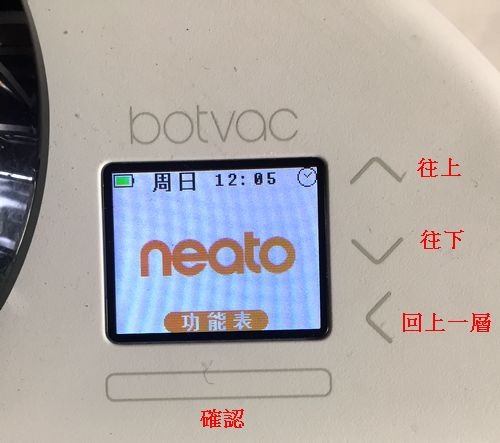 botvac
周日 12:05
往上
neato
往下
功能表
回上一層
確認